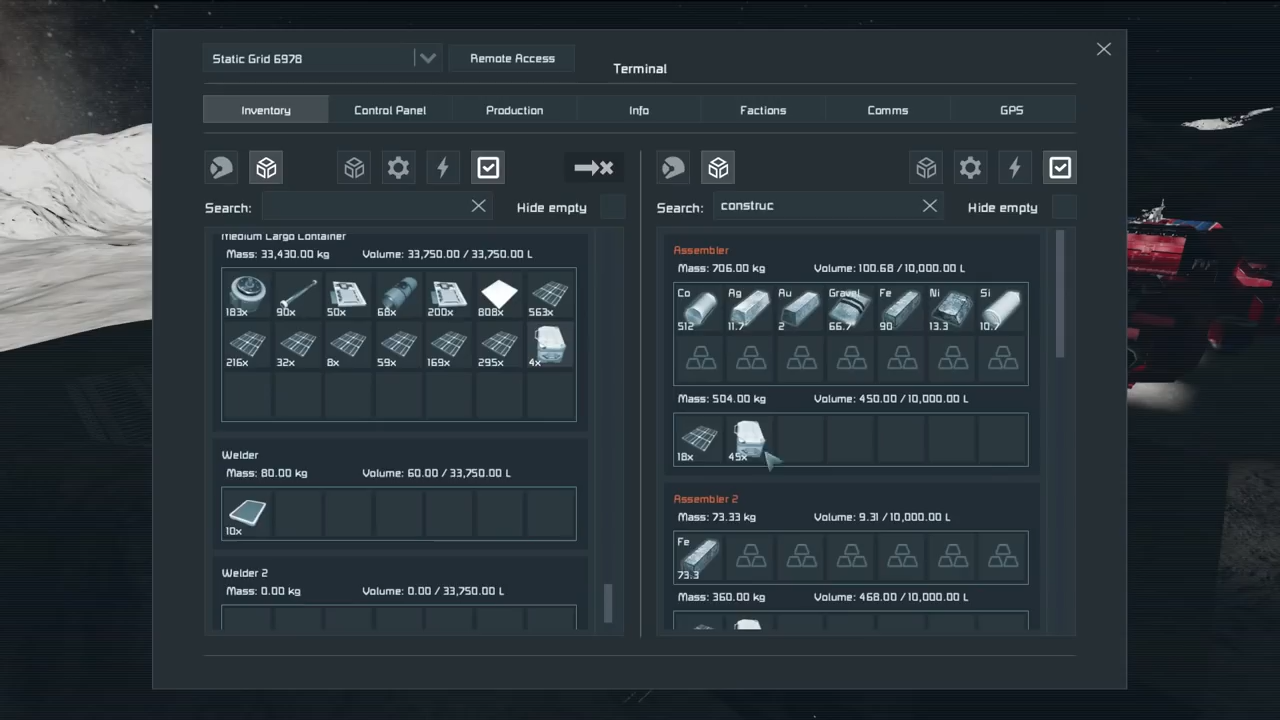 Static Grid 6978
Remote Access
Terminal
Inventory
Control Panel
Production
Info
Factions
Comms
GPS
Search:
Hide empty
Search: construc
Hide empty
Medium Cargo Container
Mass: 33,430.00 kg Volume: 33,750.00 / 33,750.00 L
183x 90x 50x 68x 200x 808x 563x
216x 32x 8x 59x 169x 295x 4x
Welder
Mass: 80.00 kg Volume: 60.00 / 33,750.00 L
10x
Welder 2
Mass: 0.00 kg Volume: 0.00 / 33,750.00 L
Assembler
Mass: 706.00 kg Volume: 100.68 / 10,000.00 L
Co Ag Au Gravel Fe Ni Si
512 11.7 2 66.7 90 13.3 10.7
Mass: 504.00 kg Volume: 450.00 / 10,000.00 L
18x 45x
Assembler 2
Mass: 73.33 kg Volume: 9.31 / 10,000.00 L
Fe
73.3
Mass: 360.00 kg Volume: 468.00 / 10,000.00 L